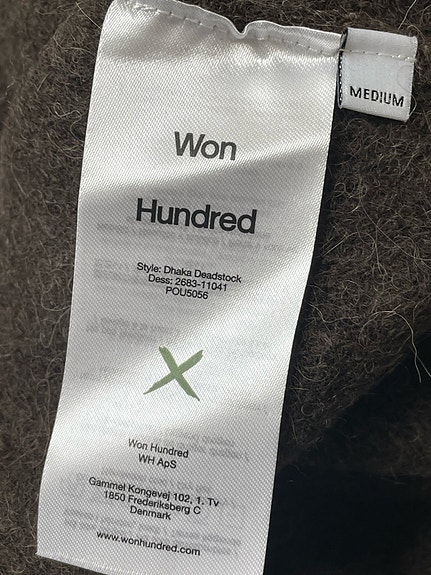 Won
Hundred
Style: Dhaka Deadstock
Dess: 2683-11041
POU5056
X
Won Hundred
WH ApS
Gammel Kongevej 102, 1. Tv
1850 Frederiksberg C
Denmark
www.wonhundred.com
MEDIUM